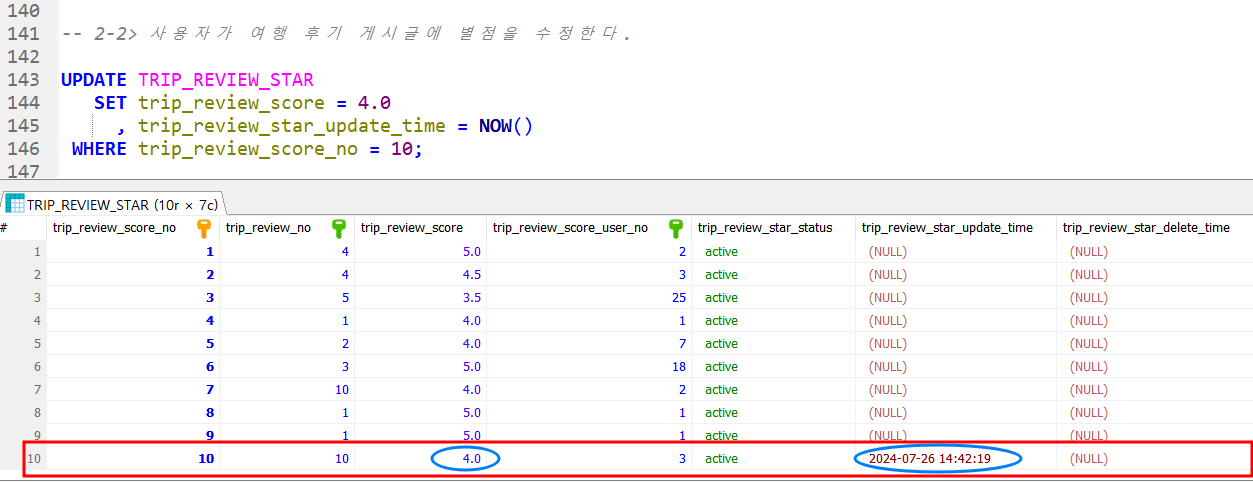 140
141 -- 2-2> 사용자가 여행 후기 게시글에 별점을 수정한다.
142
143 UPDATE TRIP_REVIEW_STAR
144 SET trip_review_score = 4.0
145 , trip_review_star_update_time = NOW()
146 WHERE trip_review_score_no = 10;
147
TRIP_REVIEW_STAR (10r × 7c)
# trip_review_score_no trip_review_no trip_review_score trip_review_score_user_no trip_review_star_status trip_review_star_update_time trip_review_star_delete_time
1 1 4 5.0 2 active (NULL) (NULL)
2 2 4 4.5 3 active (NULL) (NULL)
3 3 5 3.5 25 active (NULL) (NULL)
4 4 1 4.0 1 active (NULL) (NULL)
5 5 2 4.0 7 active (NULL) (NULL)
6 6 3 5.0 18 active (NULL) (NULL)
7 7 10 4.0 2 active (NULL) (NULL)
8 8 1 5.0 1 active (NULL) (NULL)
9 9 1 5.0 1 active (NULL) (NULL)
10 10 10 4.0 3 active 2024-07-26 14:42:19 (NULL)